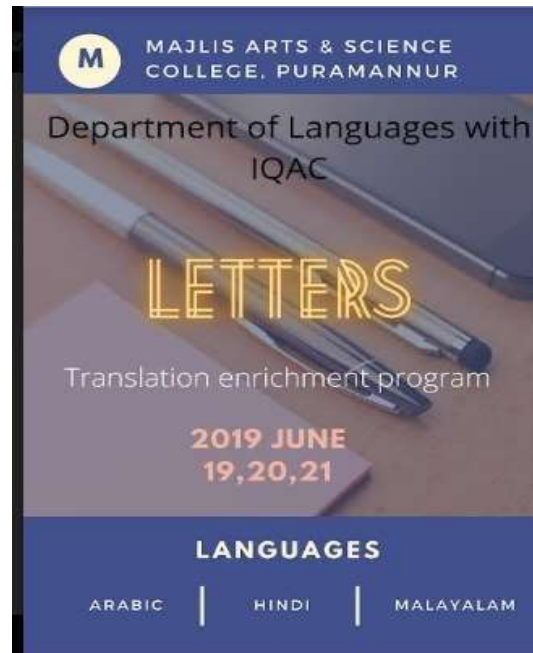 M
MAJLIS ARTS & SCIENCE
COLLEGE, PURAMANNUR
Department of Languages with
IQAC
LETTERS
Translation enrichment program
2019 JUNE
19,20,21
LANGUAGES
ARABIC | HINDI | MALAYALAM